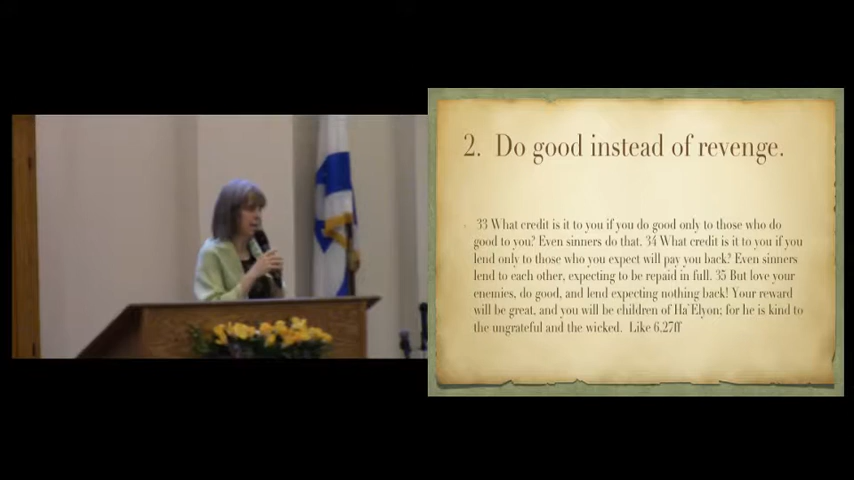 2. Do good instead of revenge.
33 What credit is it to you if you do good only to those who do
good to you? Even sinners do that. 34 What credit is it to you if you
lend only to those who you expect will pay you back? Even sinners
lend to each other, expecting to be repaid in full. 35 But love your
enemies, do good, and lend expecting nothing back! Your reward
will be great, and you will be children of Ha'Elyon; for he is kind to
the ungrateful and the wicked. Like 6.27ff